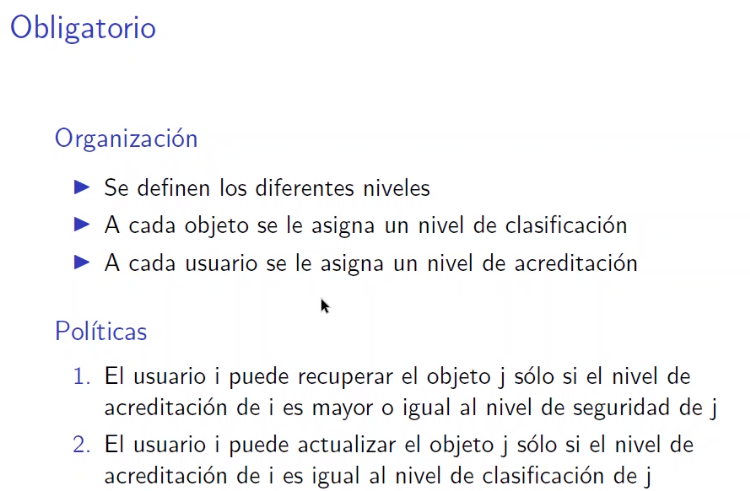 Obligatorio
Organización
▶ Se definen los diferentes niveles
▶ A cada objeto se le asigna un nivel de clasificación
▶ A cada usuario se le asigna un nivel de acreditación
Políticas
1. El usuario i puede recuperar el objeto j sólo si el nivel de
acreditación de i es mayor o igual al nivel de seguridad de j
2. El usuario i puede actualizar el objeto j sólo si el nivel de
acreditación de i es igual al nivel de clasificación de j